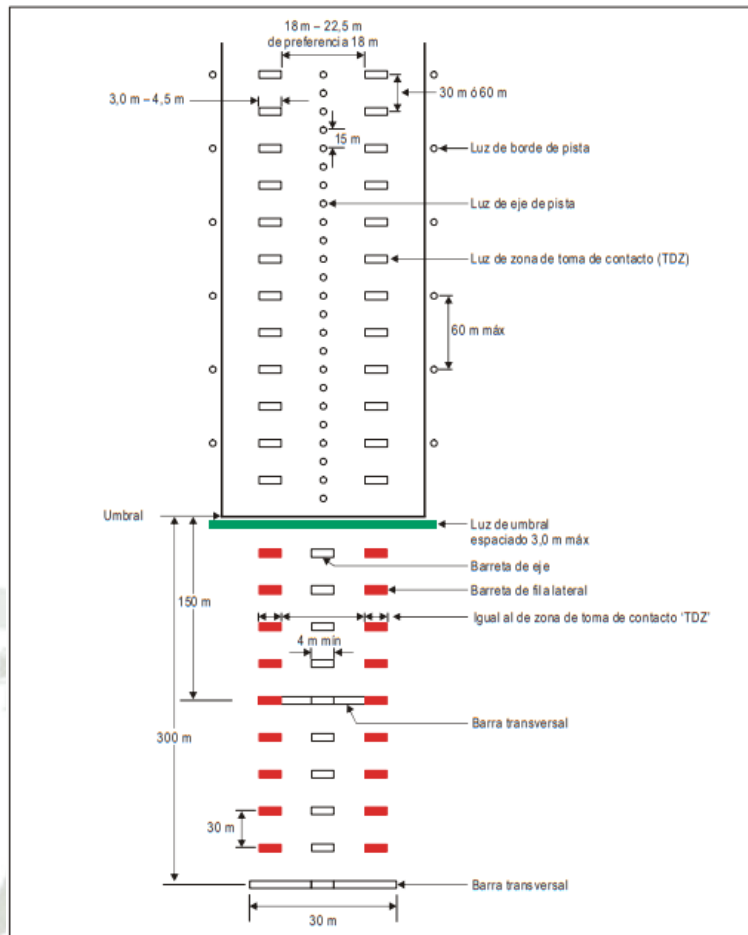 18 m – 22,5 m
de preferencia 18 m
3,0 m – 4,5 m
30 m ó 60 m
15 m
Luz de borde de pista
Luz de eje de pista
Luz de zona de toma de contacto (TDZ)
60 m máx
Umbral
Luz de umbral
espaciado 3,0 m máx
Barreta de eje
Barreta de fila lateral
150 m
Igual al de zona de toma de contacto 'TDZ'
4 m mín
Barra transversal
300 m
30 m
Barra transversal
30 m